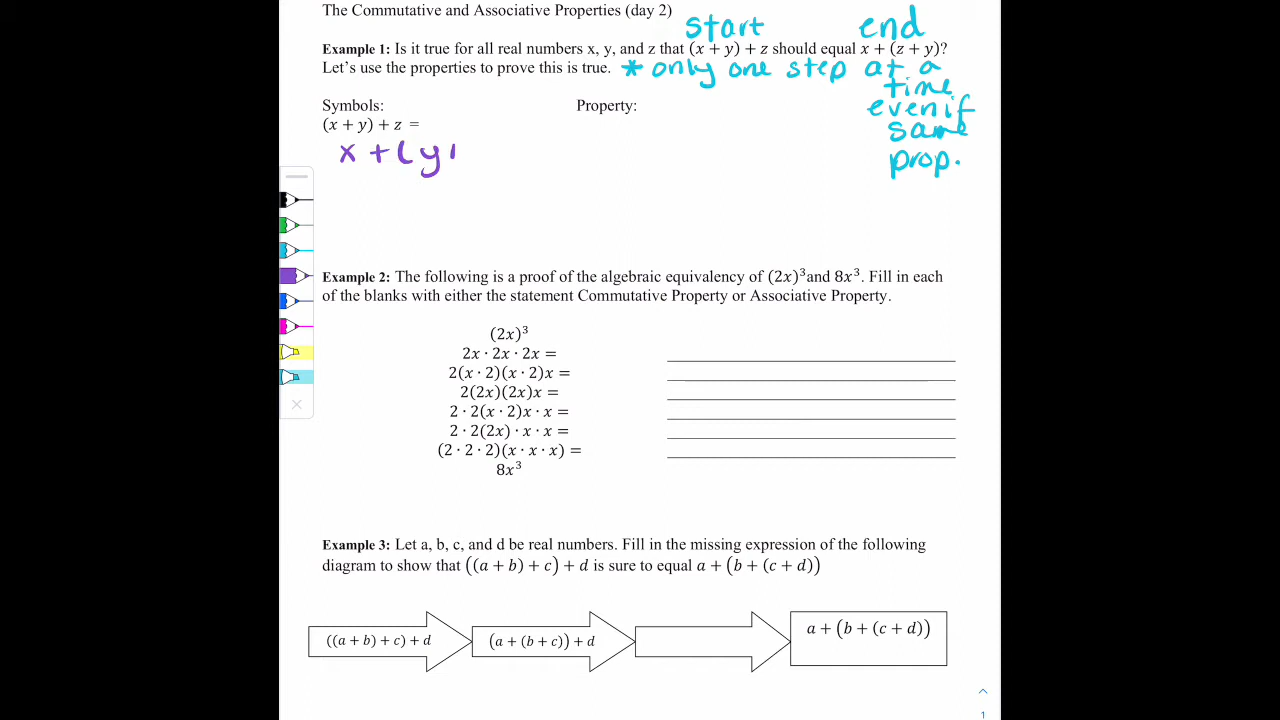 The Commutative and Associative Properties (day 2)
start end
Example 1: Is it true for all real numbers x, y, and z that (x + y) + z should equal x + (z + y)?
Let's use the properties to prove this is true. * only one step at a
time
even if
same
prop.
Symbols: Property:
(x + y) + z =
x + ( y
Example 2: The following is a proof of the algebraic equivalency of (2x)³and 8x³. Fill in each
of the blanks with either the statement Commutative Property or Associative Property.
(2x)³
2x · 2x · 2x =
2(x · 2)(x · 2)x =
2(2x)(2x)x =
2 · 2(x · 2)x · x =
2 · 2(2x) · x · x =
(2 · 2 · 2)(x · x · x) =
8x³
Example 3: Let a, b, c, and d be real numbers. Fill in the missing expression of the following
diagram to show that ((a + b) + c) + d is sure to equal a + (b + (c + d))
((a + b) + c) + d (a + (b + c)) + d a + (b + (c + d))
1